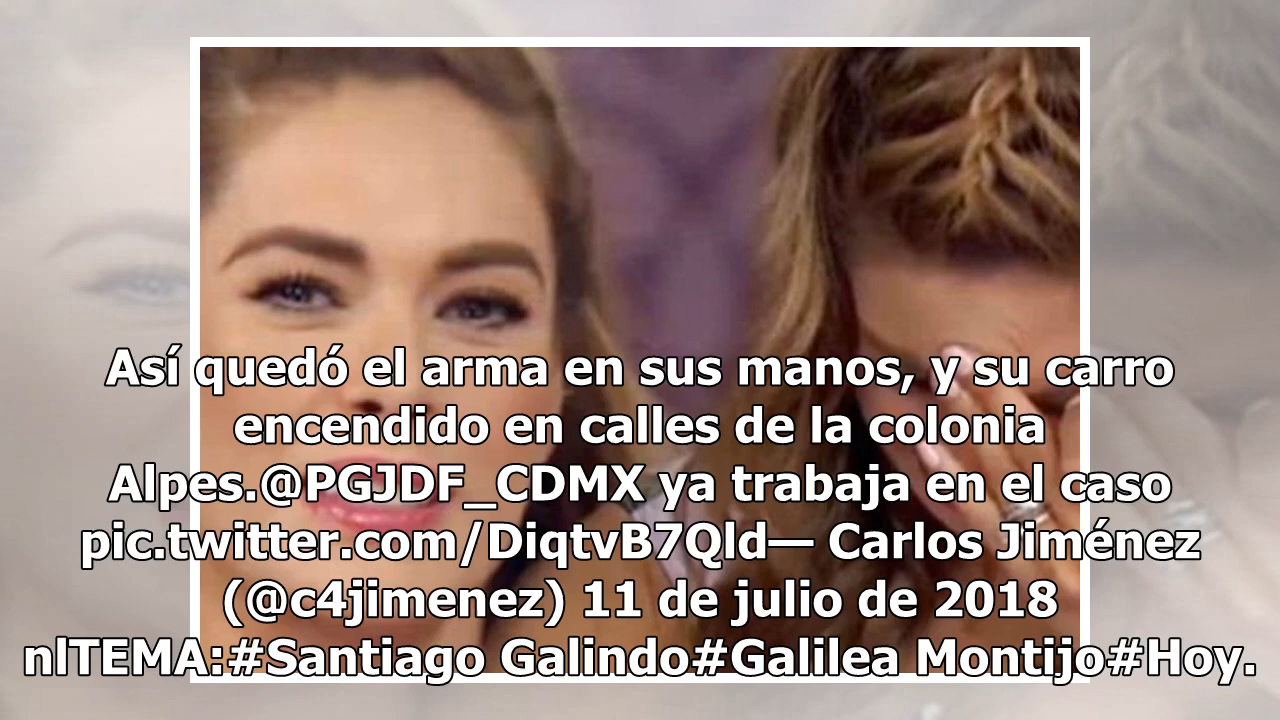 Así quedó el arma en sus manos, y su carro
encendido en calles de la colonia
Alpes.@PGJDF_CDMX ya trabaja en el caso
pic.twitter.com/DiqtvB7Qld— Carlos Jiménez
(@c4jimenez) 11 de julio de 2018
nlTEMA:#Santiago Galindo#Galilea Montijo#Hoy.